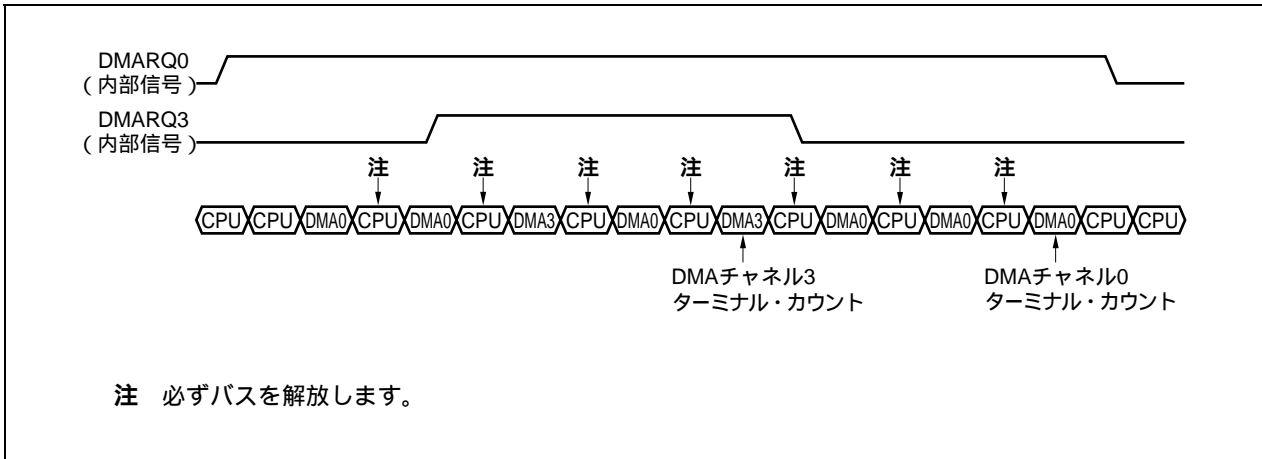 DMARQ0
（内部信号）
DMARQ3
（内部信号）
注 注 注 注 注 注 注
CPU CPU DMA0 CPU DMA0 CPU DMA3 CPU DMA0 CPU DMA3 CPU DMA0 CPU DMA0 CPU DMA0 CPU CPU
DMAチャネル3
ターミナル・カウント
DMAチャネル0
ターミナル・カウント
注 必ずバスを解放します。